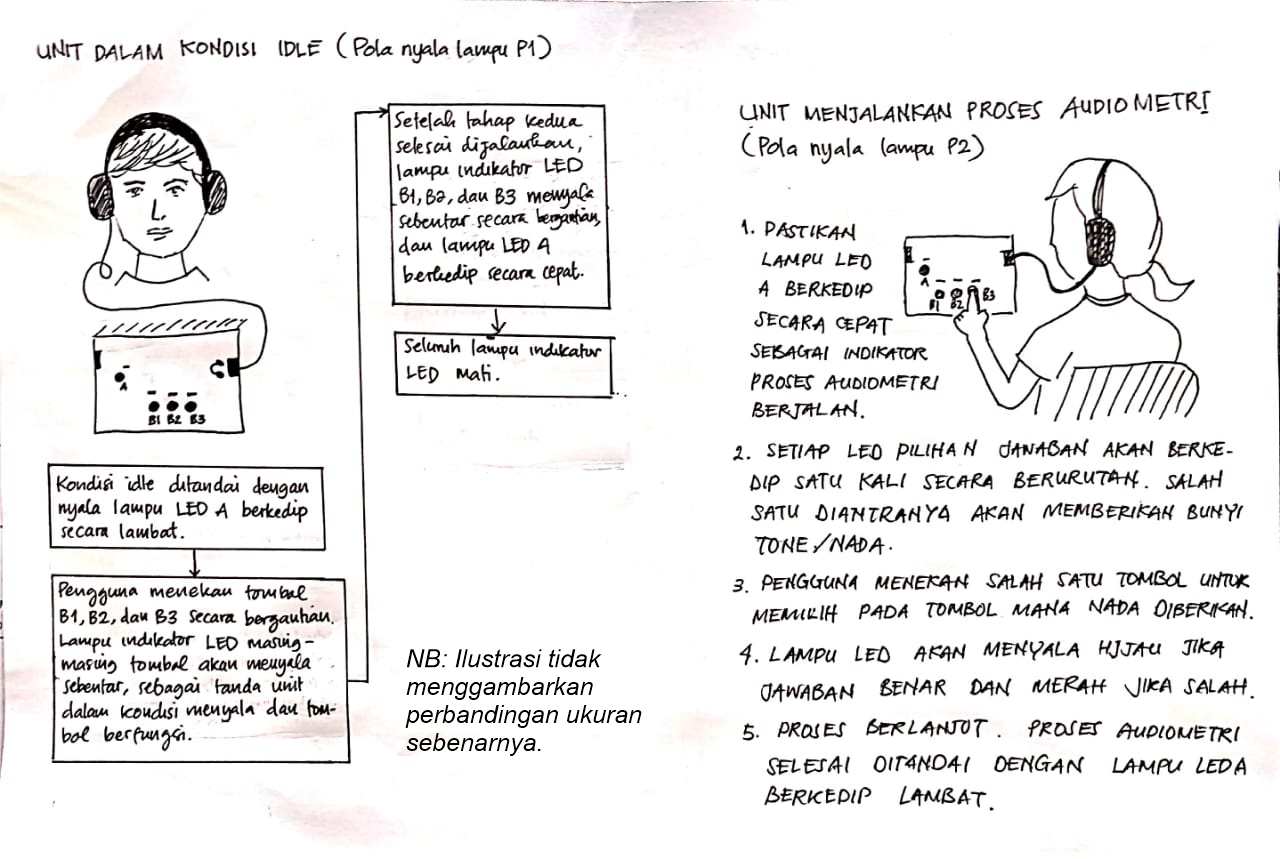 UNIT DALAM KONDISI IDLE (Pola nyala lampu P1)
A
B1 B2 B3
Kondisi idle ditandai dengan
nyala lampu LED A berkedip
secara lambat.
Pengguna menekan tombol
B1, B2, dan B3 secara bergantian.
Lampu indikator LED masing-
masing tombol akan menyala
sebentar, sebagai tanda unit
dalam kondisi menyala dan tom-
bol berfungsi.
Setelah tahap kedua
selesai dijalankan,
lampu indikator LED
B1, B2, dan B3 menyala
sebentar secara bergantian,
dan lampu LED A
berkedip secara cepat.
Seluruh lampu indikator
LED mati.
NB: Ilustrasi tidak
menggambarkan
perbandingan ukuran
sebenarnya.
UNIT MENJALANKAN PROSES AUDIOMETRI
(Pola nyala lampu P2)
1. PASTIKAN
LAMPU LED
A BERKEDIP
SECARA CEPAT
SEBAGAI INDIKATOR
PROSES AUDIOMETRI
BERJALAN.
A
B1 B2 B3
2. SETIAP LED PILIHAN JAWABAN AKAN BERKE-
DIP SATU KALI SECARA BERURUTAN. SALAH
SATU DIANTRANYA AKAN MEMBERIKAN BUNYI
TONE/NADA.
3. PENGGUNA MENEKAN SALAH SATU TOMBOL UNTUK
MEMILIH PADA TOMBOL MANA NADA DIBERIKAN.
4. LAMPU LED AKAN MENYALA HIJAU JIKA
JAWABAN BENAR DAN MERAH JIKA SALAH.
5. PROSES BERLANJUT. PROSES AUDIOMETRI
SELESAI DITANDAI DENGAN LAMPU LED A
BERKEDIP LAMBAT.